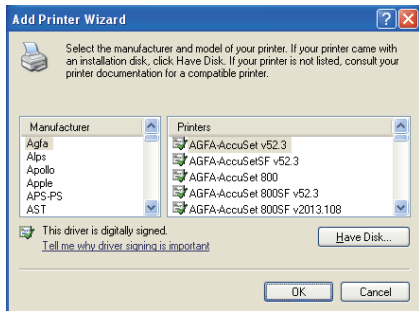 Add Printer Wizard
Select the manufacturer and model of your printer. If your printer came with
an installation disk, click Have Disk. If your printer is not listed, consult your
printer documentation for a compatible printer.
Manufacturer
Agfa
Alps
Apollo
Apple
APS-PS
AST
Printers
AGFA-AccuSet v52.3
AGFA-AccuSetSF v52.3
AGFA-AccuSet 800
AGFA-AccuSet 800SF v52.3
AGFA-AccuSet 800SF v2013.108
This driver is digitally signed.
Tell me why driver signing is important
Have Disk...
OK
Cancel